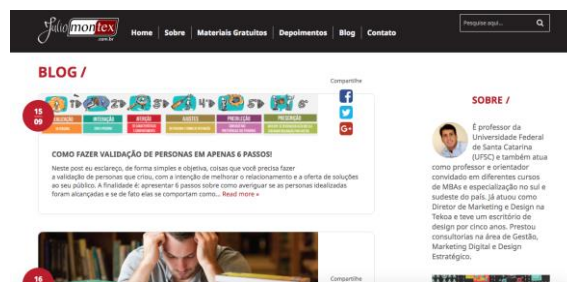 Julio montex
.com.br
Home Sobre Materiais Gratuitos Depoimentos Blog Contato
Pesquise aqui...
BLOG /
Compartilhe
15
09
COMO FAZER VALIDAÇÃO DE PERSONAS EM APENAS 6 PASSOS!
Neste post eu esclareço, de forma simples e objetiva, coisas que você precisa fazer
a validação de personas que criou, com a intenção de melhorar o relacionamento e a oferta de soluções
ao seu público. A finalidade é: apresentar 6 passos sobre como averiguar se as personas idealizadas
foram alcançadas e se de fato elas se comportam como... Read more »
16
Compartilhe
SOBRE /
É professor da
Universidade Federal
de Santa Catarina
(UFSC) e também atua
como professor e orientador
convidado em diferentes cursos
de MBAs e especialização no sul e
sudeste do país. Já atuou como
Diretor de Marketing e Design na
Tekoa e teve um escritório de
design por cinco anos. Prestou
consultorias na área de Gestão,
Marketing Digital e Design
Estratégico.